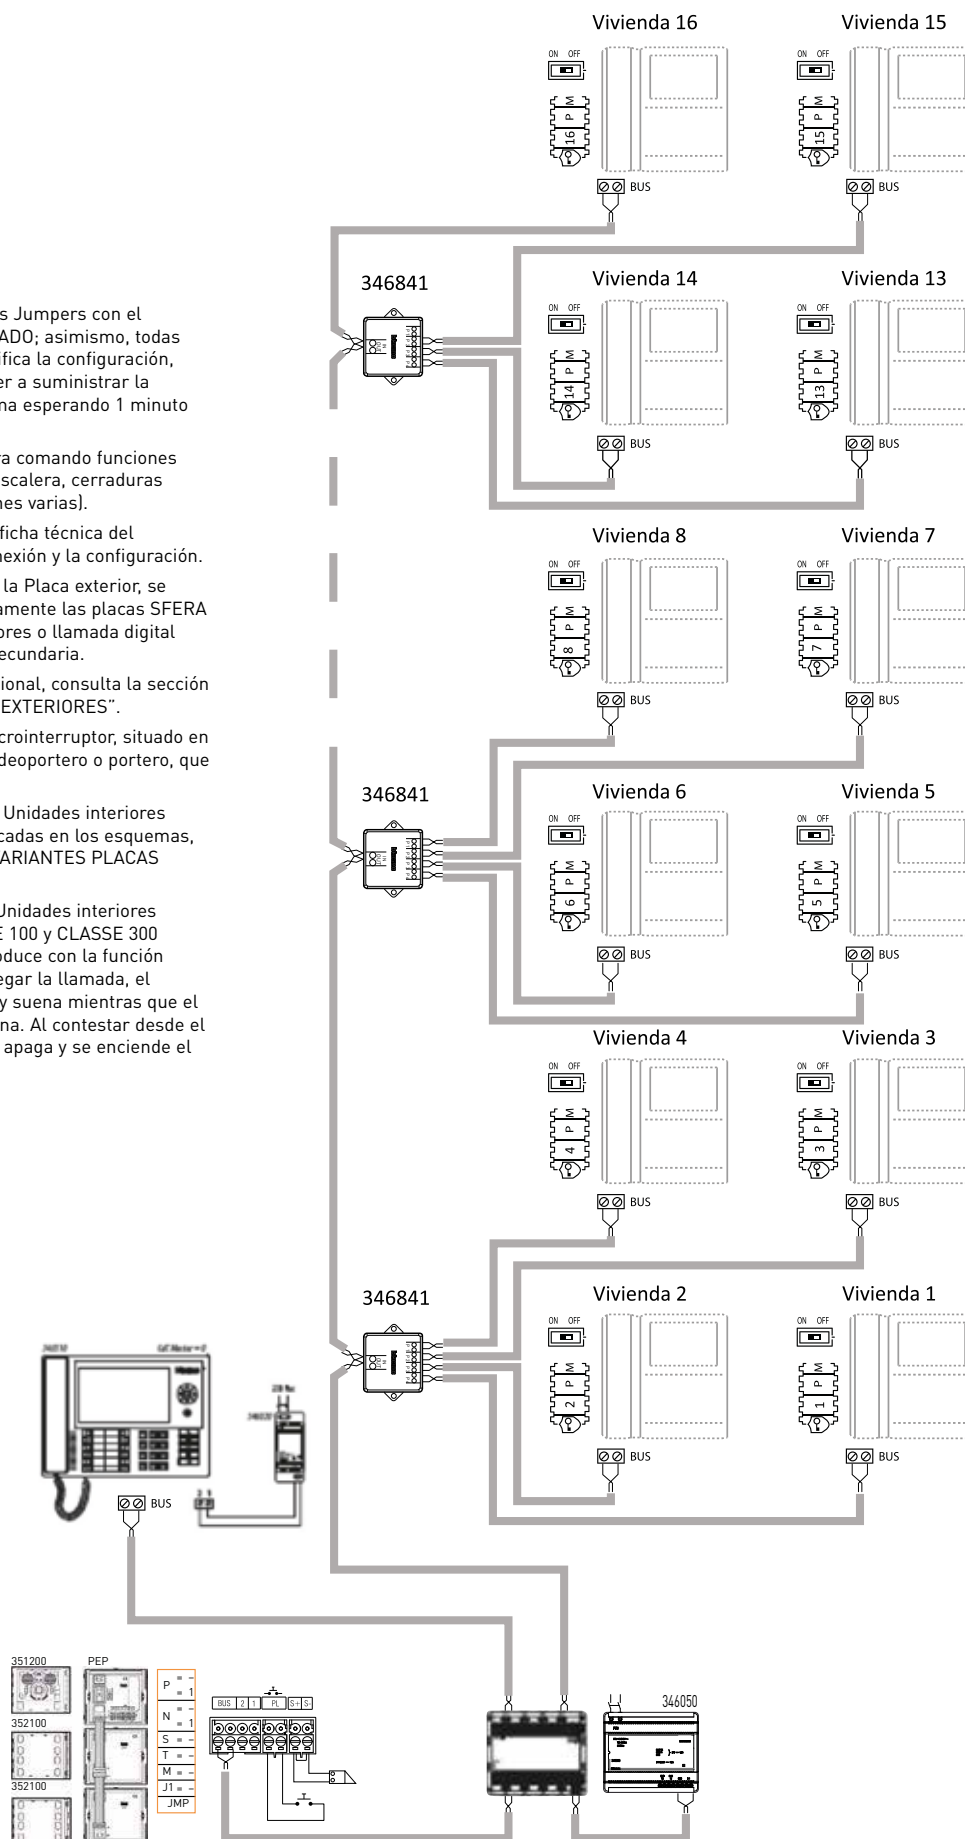 Vivienda 16
Vivienda 15
ON OFF
ON OFF
M
P
16
M
P
15
BUS
BUS
346841
Vivienda 14
Vivienda 13
ON OFF
ON OFF
M
P
14
M
P
13
BUS
BUS
s Jumpers con el
ADO; asimismo, todas
ifica la configuración,
er a suministrar la
ma esperando 1 minuto
ra comando funciones
scalera, cerraduras
nes varias).
ficha técnica del
nexión y la configuración.
la Placa exterior, se
amente las placas SFERA
ores o llamada digital
ecundaria.
ional, consulta la sección
EXTERIORES”.
crointerruptor, situado en
deoportero o portero, que
Unidades interiores
cadas en los esquemas,
ARIANTES PLACAS
Unidades interiores
E 100 y CLASSE 300
oduce con la función
egar la llamada, el
y suena mientras que el
na. Al contestar desde el
apaga y se enciende el
Vivienda 8
Vivienda 7
ON OFF
ON OFF
M
P
8
M
P
7
BUS
BUS
346841
Vivienda 6
Vivienda 5
ON OFF
ON OFF
M
P
6
M
P
5
BUS
BUS
Vivienda 4
Vivienda 3
ON OFF
ON OFF
M
P
4
M
P
3
BUS
BUS
346841
Vivienda 2
Vivienda 1
ON OFF
ON OFF
M
P
2
M
P
1
BUS
BUS
BUS
2 1
351200
PEP
352100
352100
P = -
= 1
N = -
= 1
S = -
T = -
M = -
J1 = -
JMP
BUS 2 1 PL S+ S-
346050